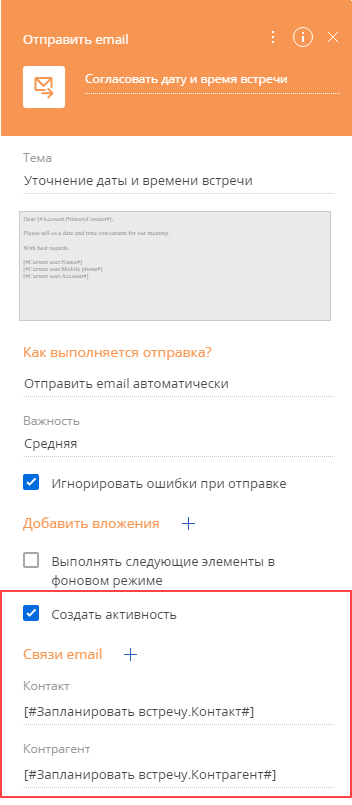 Отправить email
Согласовать дату и время встречи
Тема
Уточнение даты и времени встречи
Dear [#Account.PrimaryContact#],
Please tell us a date and time convenient for our meeting.
With best regards,
[#Current user.Name#]
[#Current user.Mobile phone#]
[#Current user.Account#]
Как выполняется отправка?
Отправить email автоматически
Важность
Средняя
Игнорировать ошибки при отправке
Добавить вложения +
Выполнять следующие элементы в
фоновом режиме
Создать активность
Связи email +
Контакт
[#Запланировать встречу.Контакт#]
Контрагент
[#Запланировать встречу.Контрагент#]